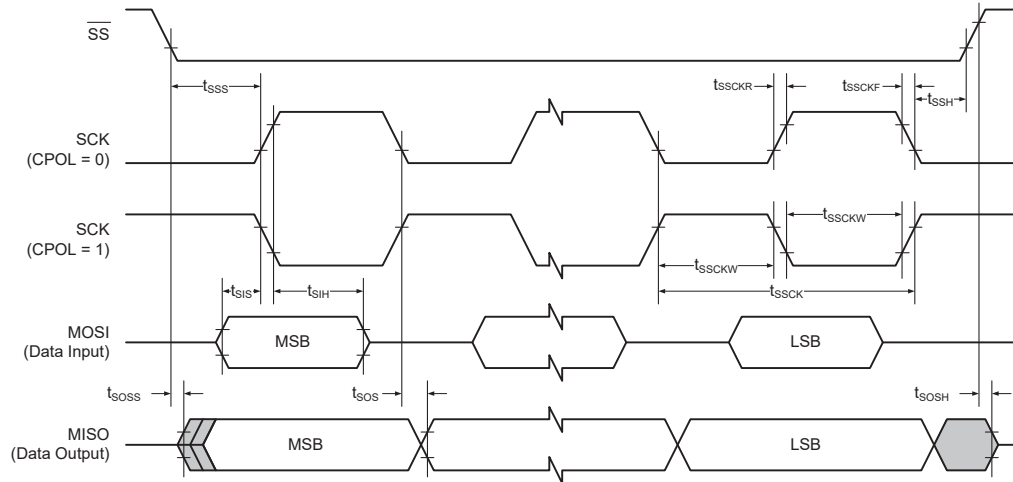 SS
tSSS
tSSCKR
tSSCKF
tSSH
SCK
(CPOL = 0)
SCK
(CPOL = 1)
tSSCKW
tSSCKW
tSSCK
tSIS
tSIH
MOSI
(Data Input)
MSB
LSB
tSOSS
tSOS
tSOSH
MISO
(Data Output)
MSB
LSB